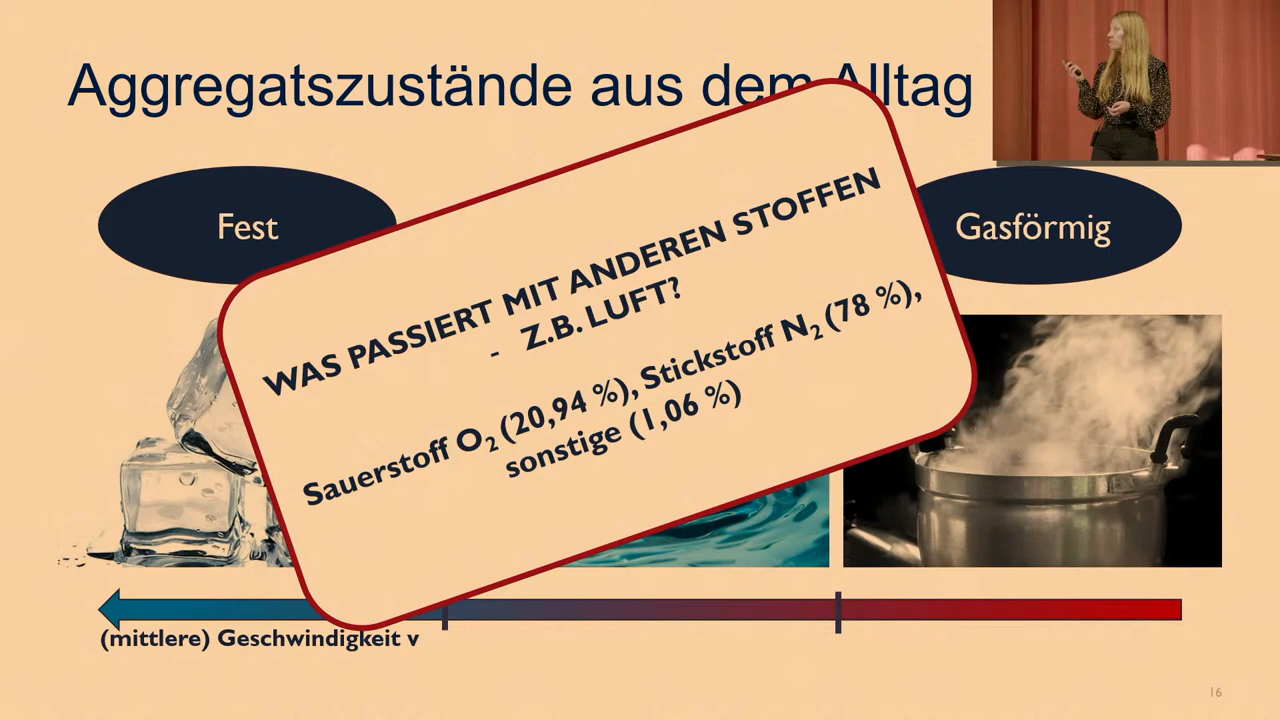 Aggregatszustände aus dem Alltag
Fest
Gasförmig
WAS PASSIERT MIT ANDEREN STOFFEN
- Z.B. LUFT?
Sauerstoff O₂ (20,94 %), Stickstoff N₂ (78 %),
sonstige (1,06 %)
(mittlere) Geschwindigkeit v
16